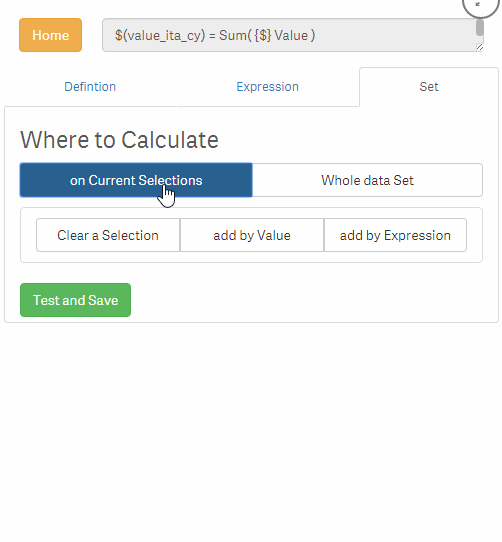 Home
$(value_ita_cy) = Sum( {$} Value )
Defintion
Expression
Set
Where to Calculate
on Current Selections
Whole data Set
Clear a Selection
add by Value
add by Expression
Test and Save